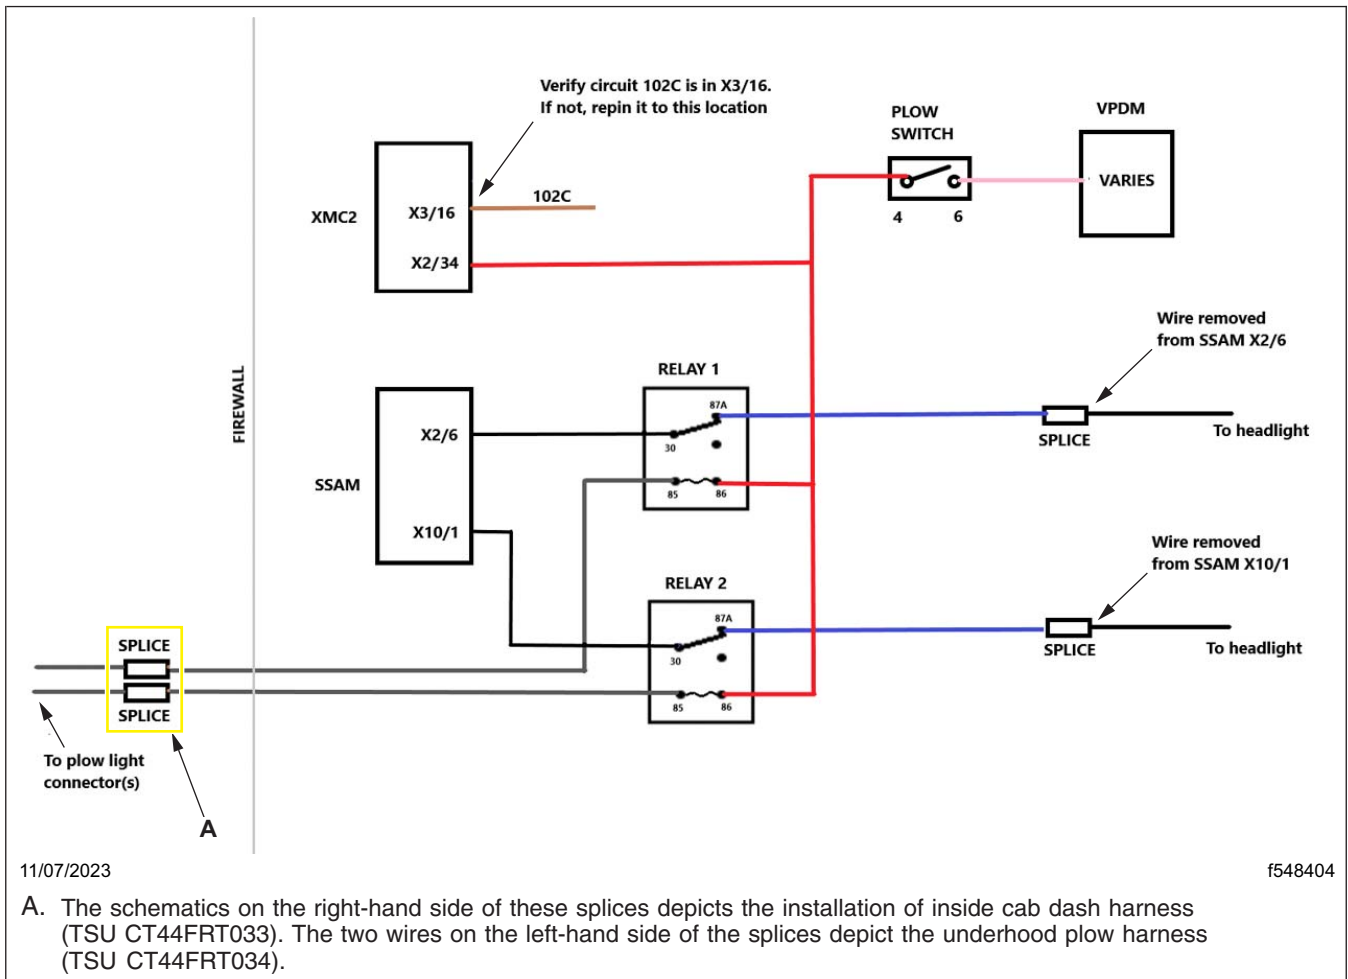 Verify circuit 102C is in X3/16.
If not, repin it to this location
PLOW
SWITCH
VPDM
VARIES
4
6
XMC2
X3/16
102C
X2/34
Wire removed
from SSAM X2/6
FIREWALL
RELAY 1
87A
X2/6
30
SPLICE
To headlight
SSAM
85
86
X10/1
Wire removed
from SSAM X10/1
RELAY 2
87A
30
SPLICE
To headlight
85
86
SPLICE
SPLICE
To plow light
connector(s)
A
11/07/2023
f548404
A. The schematics on the right-hand side of these splices depicts the installation of inside cab dash harness
(TSU CT44FRT033). The two wires on the left-hand side of the splices depict the underhood plow harness
(TSU CT44FRT034).